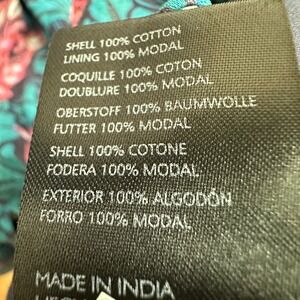 SHELL 100% COTTON
LINING 100% MODAL
COQUILLE 100% COTON
DOUBLURE 100% MODAL
OBERSTOFF 100% BAUMWOLLE
FUTTER 100% MODAL
SHELL 100% COTONE
FODERA 100% MODAL
EXTERIOR 100% ALGODÓN
FORRO 100% MODAL
MADE IN INDIA